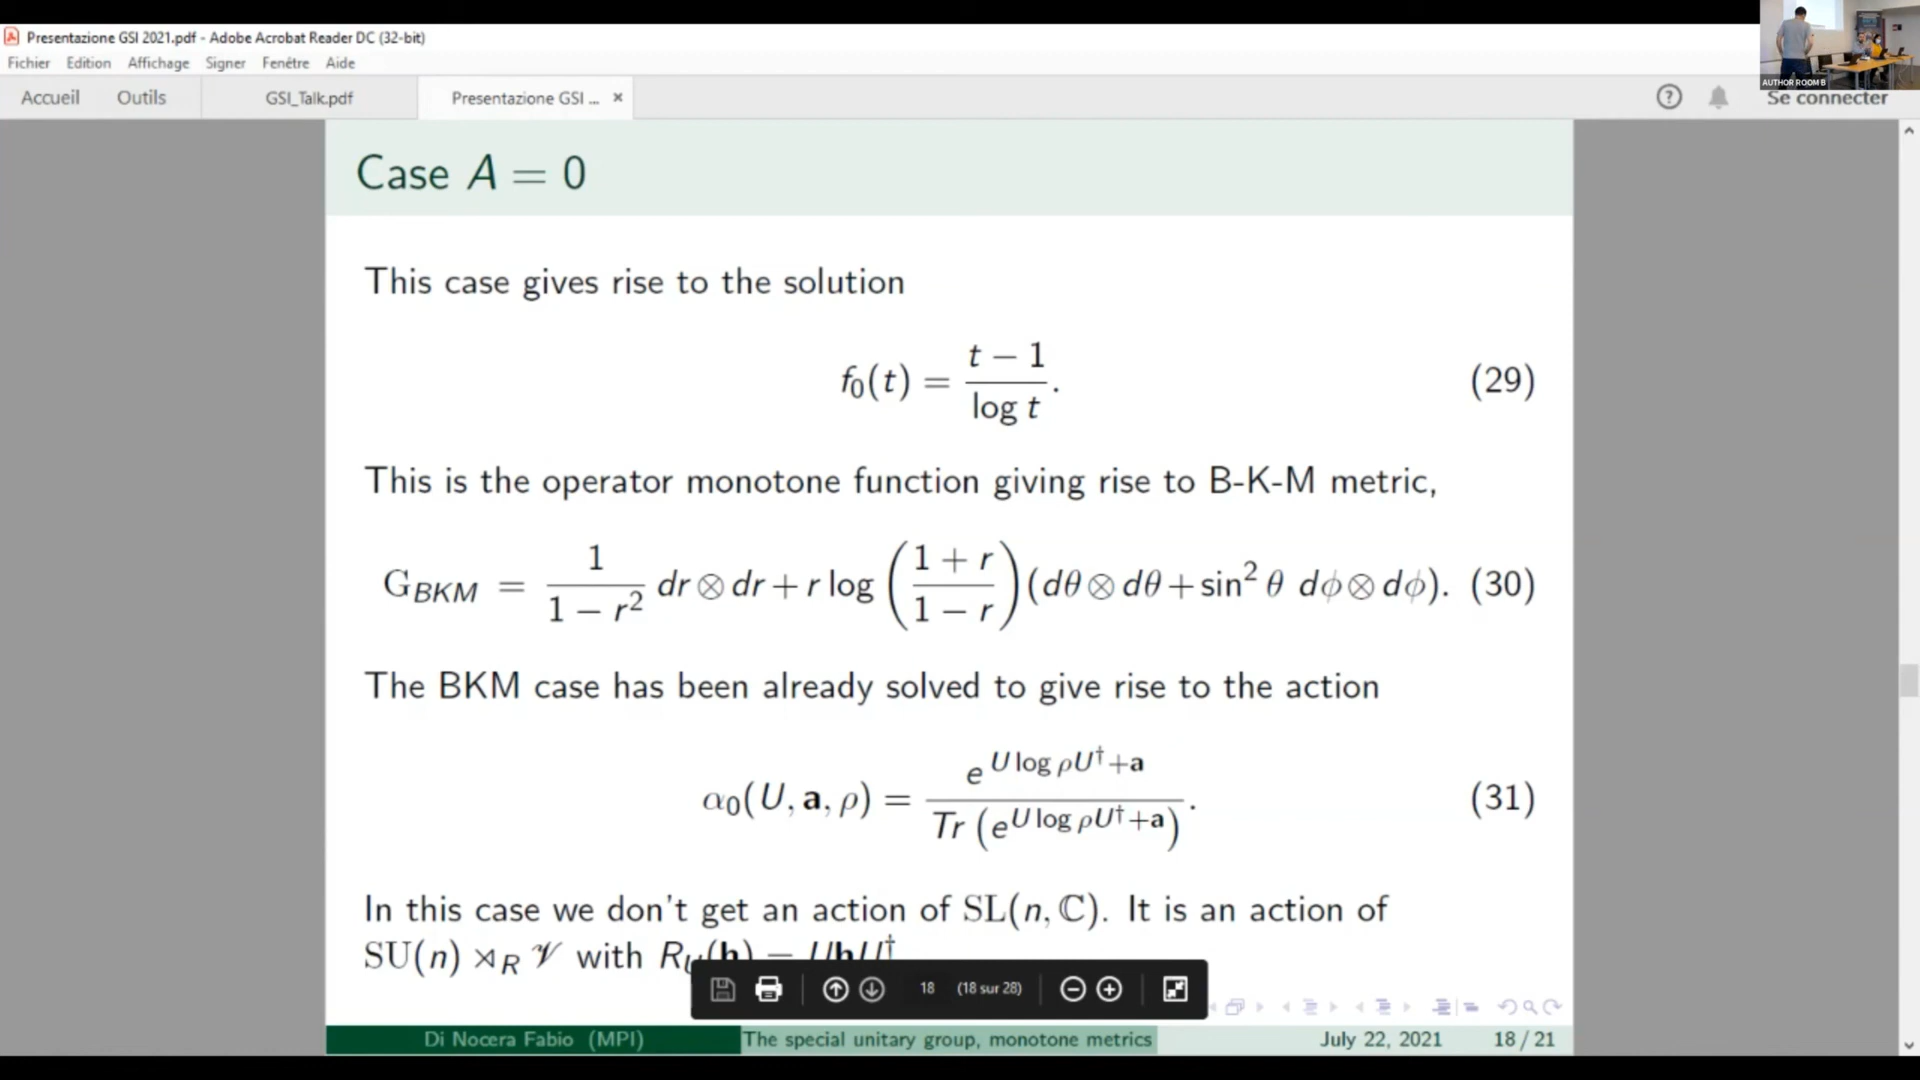 Presentazione GSI 2021.pdf - Adobe Acrobat Reader DC (32-bit)
Fichier Edition Affichage Signer Fenêtre Aide
Accueil Outils GSI_Talk.pdf Presentazione GSI ... × Se connecter
AUTHOR ROOM B
Case A = 0
This case gives rise to the solution
f₀(t) = (t − 1)/(log t). (29)
This is the operator monotone function giving rise to B-K-M metric,
G_BKM = 1/(1 − r²) dr ⊗ dr + r log ((1 + r)/(1 − r)) (dθ ⊗ dθ + sin² θ dϕ ⊗ dϕ). (30)
The BKM case has been already solved to give rise to the action
α₀(U, a, ρ) = e^{U log ρU† + a} / Tr (e^{U log ρU† + a}). (31)
In this case we don't get an action of SL(n, ℂ). It is an action of
SU(n) ⋊_R 𝒱 with R_U(b) = UbU†
18 (18 sur 28)
Di Nocera Fabio (MPI) The special unitary group, monotone metrics July 22, 2021 18 / 21